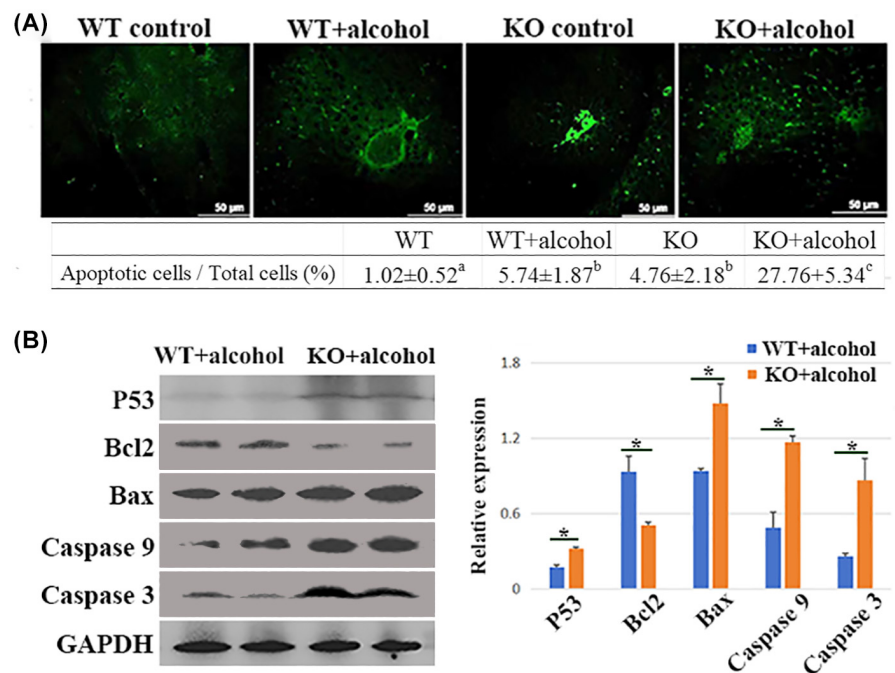 (A)
WT control WT+alcohol KO control KO+alcohol
50 µm 50 µm 50 µm 50 µm
WT WT+alcohol KO KO+alcohol
Apoptotic cells / Total cells (%) 1.02±0.52a 5.74±1.87b 4.76±2.18b 27.76+5.34c
(B)
WT+alcohol KO+alcohol
P53
Bcl2
Bax
Caspase 9
Caspase 3
GAPDH
WT+alcohol
KO+alcohol
Relative expression
1.8
1.2
0.6
0
* * * * *
P53 Bcl2 Bax Caspase 9 Caspase 3